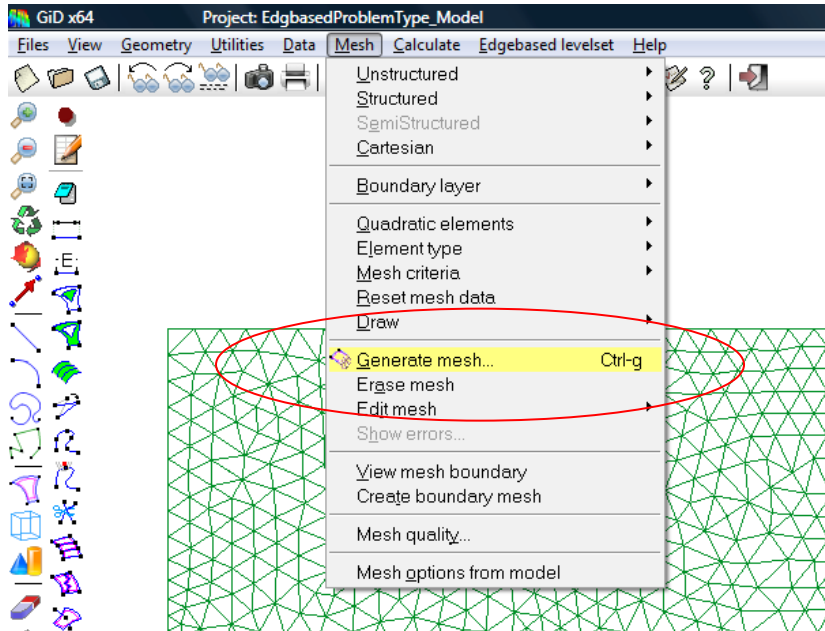 GiD x64 Project: EdgbasedProblemType_Model
Files View Geometry Utilities Data Mesh Calculate Edgebased levelset Help
Unstructured
Structured
SemiStructured
Cartesian
Boundary layer
Quadratic elements
Element type
Mesh criteria
Reset mesh data
Draw
Generate mesh... Ctrl-g
Erase mesh
Edit mesh
Show errors...
View mesh boundary
Create boundary mesh
Mesh quality...
Mesh options from model